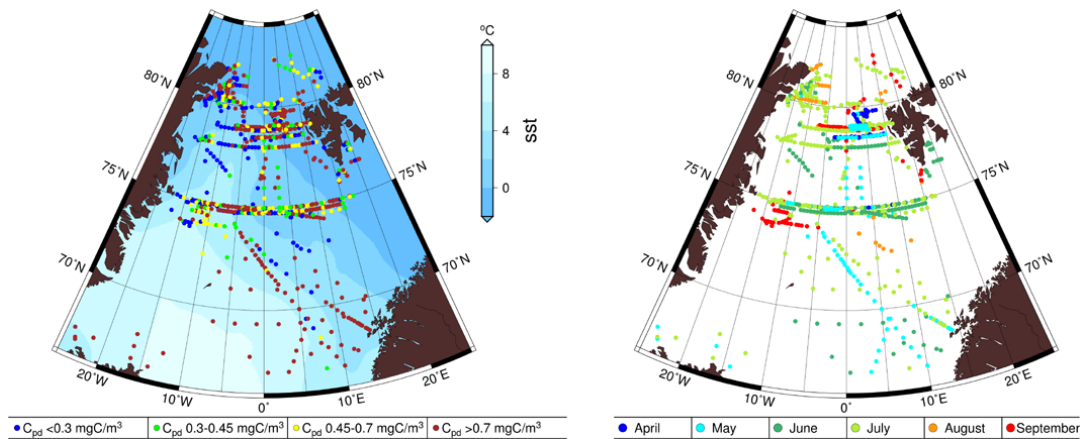 ºC
8
4
0
sst
80˚N
80˚N
75˚N
75˚N
70˚N
70˚N
20˚W
10˚W
0˚
10˚E
20˚E
C_pd <0.3 mgC/m³
C_pd 0.3-0.45 mgC/m³
C_pd 0.45-0.7 mgC/m³
C_pd >0.7 mgC/m³
80˚N
80˚N
75˚N
75˚N
70˚N
70˚N
20˚W
10˚W
0˚
10˚E
20˚E
April
May
June
July
August
September